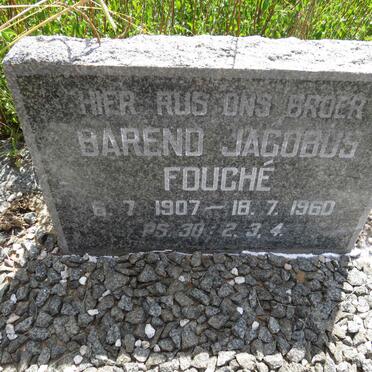 HIER RUS ONS BROER
BAREND JACOBUS
FOUCHÉ
6. 7. 1907 — 18. 7. 1960
PS. 30: 2. 3. 4.